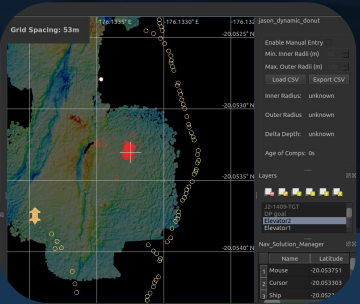 Grid Spacing: 53m
-176.1335° E
-176.1330° E
-176.132
-20.0525° N
-20.0530° N
-20.0535° N
-20.0540° N
jason_dynamic_donut
Enable Manual Entry
Min. Inner Radii (m)
Max. Outer Radii (m)
Load CSV
Export CSV
Inner Radius: unknown
Outer Radius unknown
Delta Depth: unknown
Age of Comps: 0s
Layers
J2-1409-TGT
DP goal
Elevator2
Elevator1
Nav_Solution_Manager
Name
Latitude
1 Mouse -20.053751
2 Cursor -20.053303
3 Ship